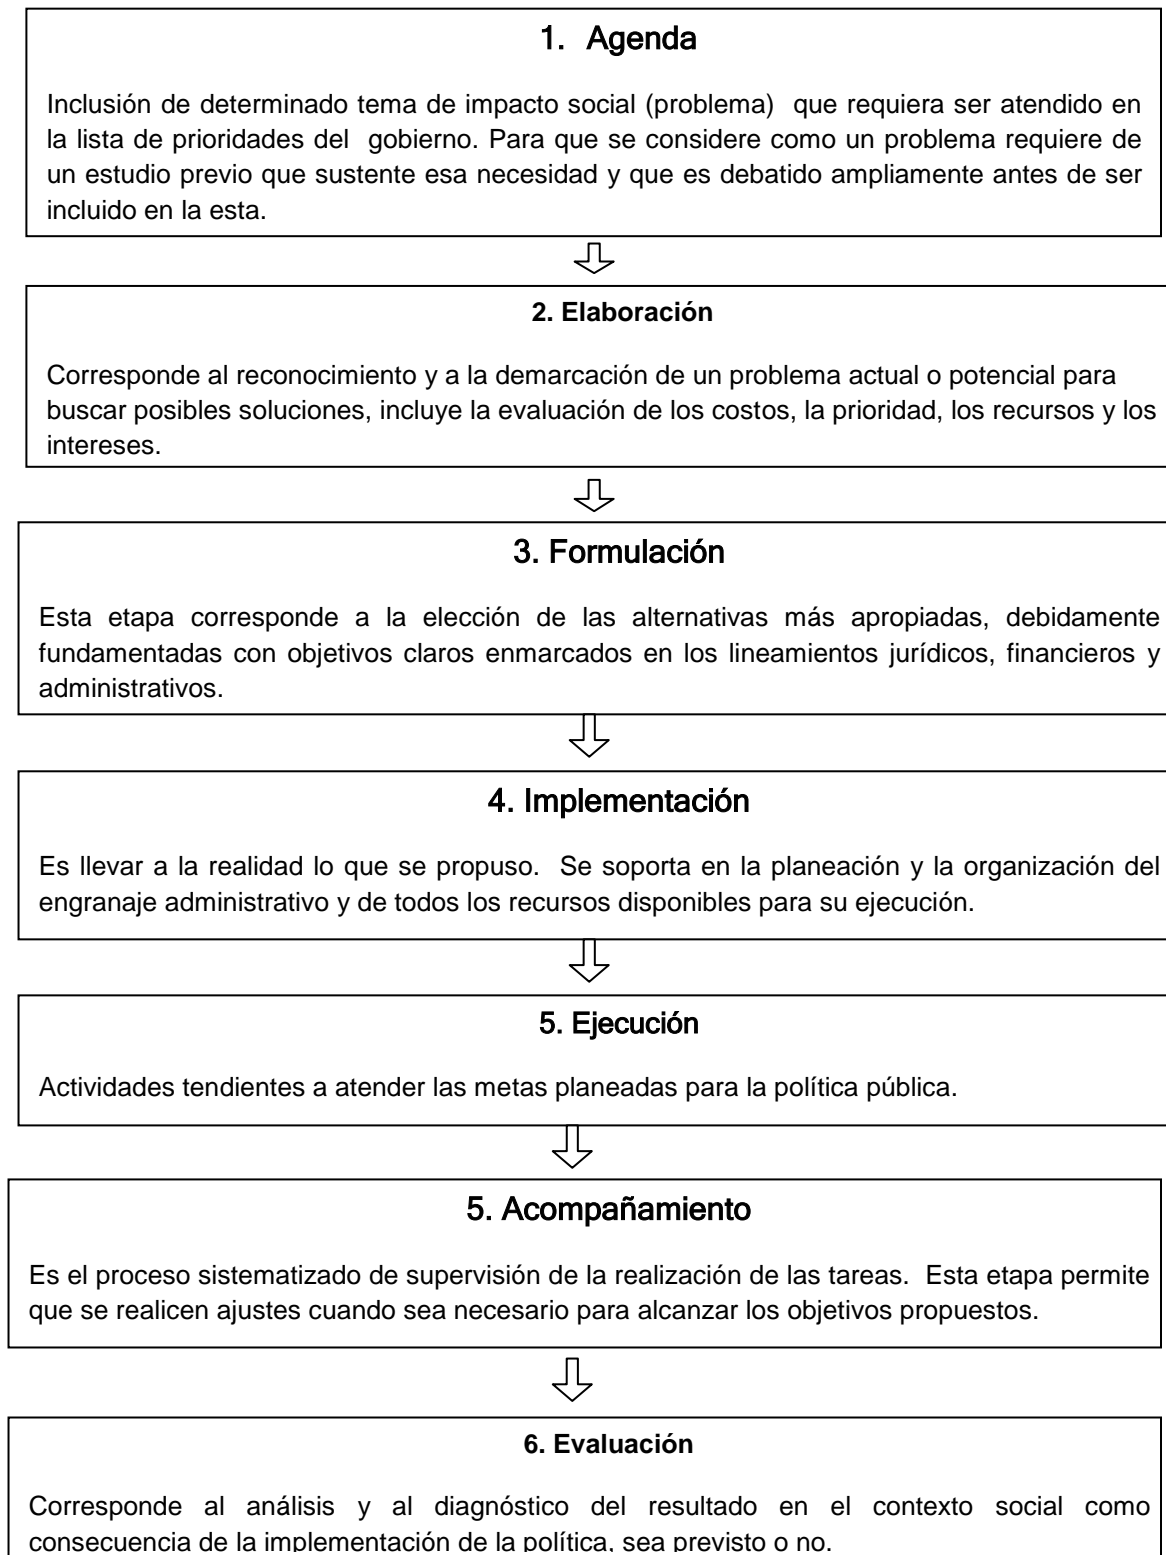 1. Agenda
Inclusión de determinado tema de impacto social (problema) que requiera ser atendido en
la lista de prioridades del gobierno. Para que se considere como un problema requiere de
un estudio previo que sustente esa necesidad y que es debatido ampliamente antes de ser
incluido en la esta.
2. Elaboración
Corresponde al reconocimiento y a la demarcación de un problema actual o potencial para
buscar posibles soluciones, incluye la evaluación de los costos, la prioridad, los recursos y los
intereses.
3. Formulación
Esta etapa corresponde a la elección de las alternativas más apropiadas, debidamente
fundamentadas con objetivos claros enmarcados en los lineamientos jurídicos, financieros y
administrativos.
4. Implementación
Es llevar a la realidad lo que se propuso. Se soporta en la planeación y la organización del
engranaje administrativo y de todos los recursos disponibles para su ejecución.
5. Ejecución
Actividades tendientes a atender las metas planeadas para la política pública.
5. Acompañamiento
Es el proceso sistematizado de supervisión de la realización de las tareas. Esta etapa permite
que se realicen ajustes cuando sea necesario para alcanzar los objetivos propuestos.
6. Evaluación
Corresponde al análisis y al diagnóstico del resultado en el contexto social como
consecuencia de la implementación de la política, sea previsto o no.